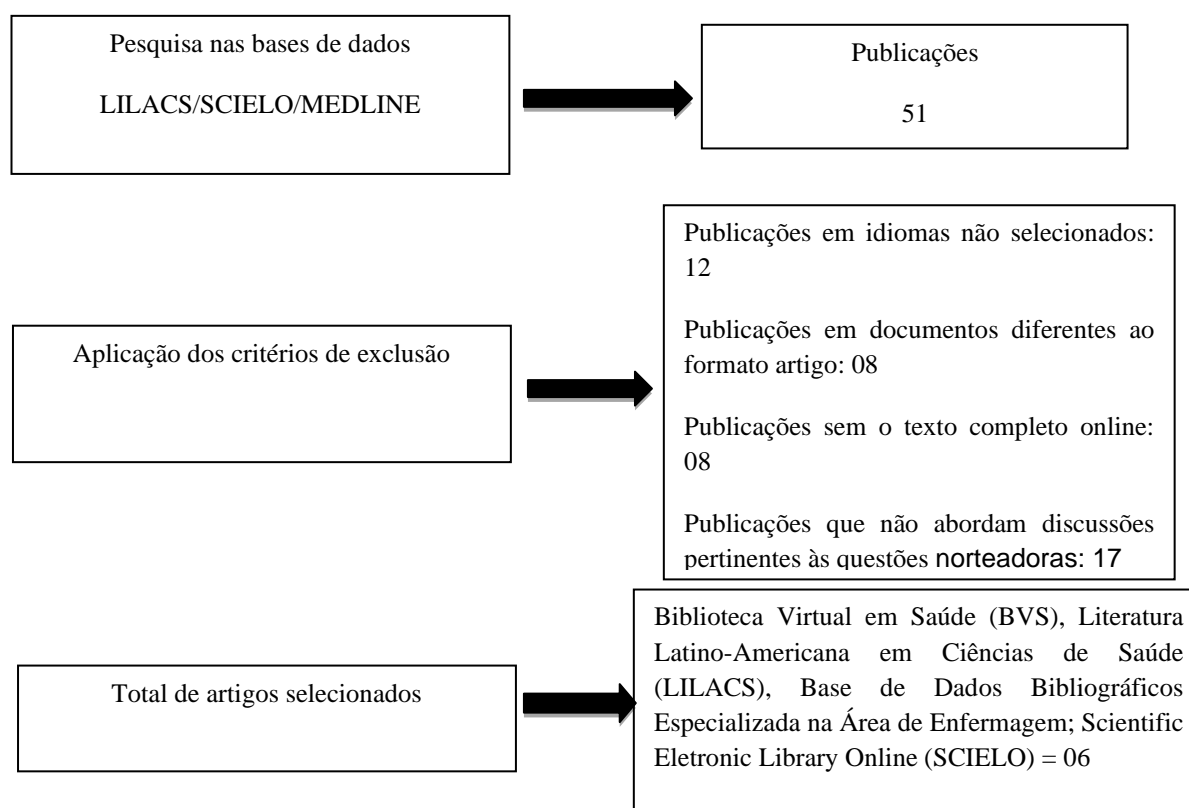 Pesquisa nas bases de dados
LILACS/SCIELO/MEDLINE
Publicações
51
Aplicação dos critérios de exclusão
Publicações em idiomas não selecionados:
12
Publicações em documentos diferentes ao
formato artigo: 08
Publicações sem o texto completo online:
08
Publicações que não abordam discussões
pertinentes às questões norteadoras: 17
Total de artigos selecionados
Biblioteca Virtual em Saúde (BVS), Literatura
Latino-Americana em Ciências de Saúde
(LILACS), Base de Dados Bibliográficos
Especializada na Área de Enfermagem; Scientific
Eletronic Library Online (SCIELO) = 06